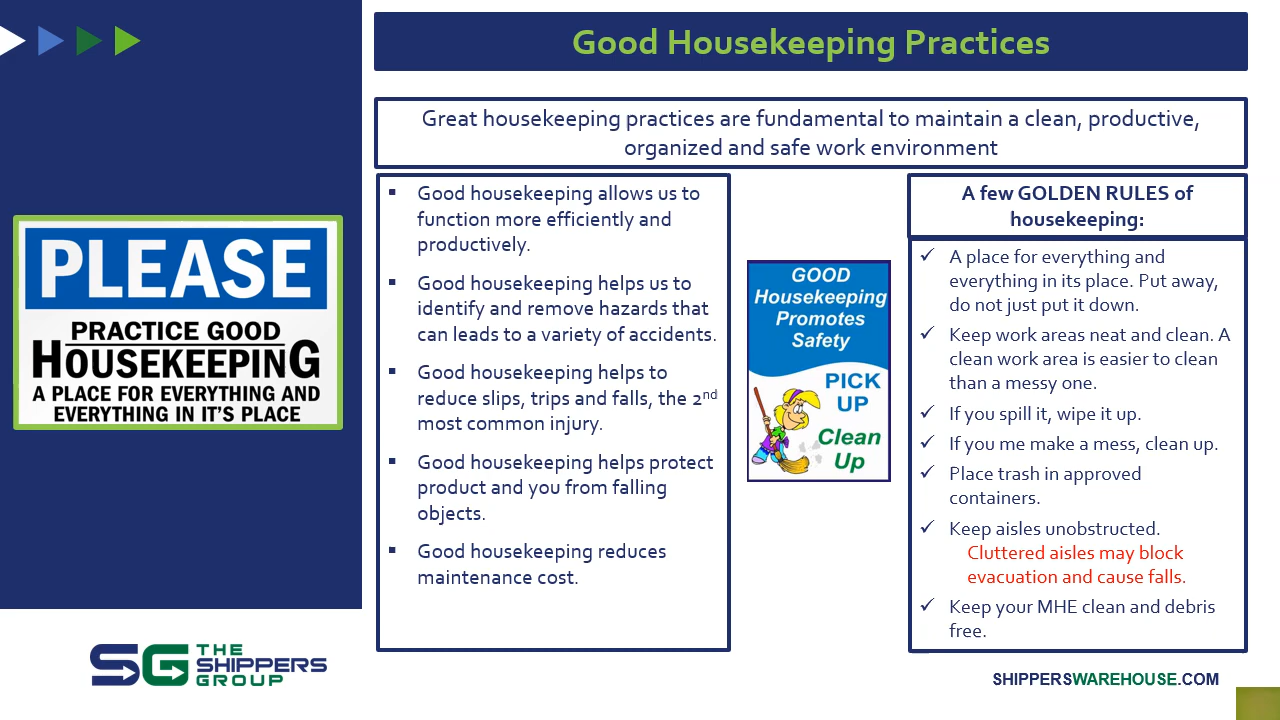 Good Housekeeping Practices
Great housekeeping practices are fundamental to maintain a clean, productive,
organized and safe work environment
PLEASE
PRACTICE GOOD
HOUSEKEEPING
A PLACE FOR EVERYTHING AND
EVERYTHING IN IT'S PLACE
▪ Good housekeeping allows us to
function more efficiently and
productively.
▪ Good housekeeping helps us to
identify and remove hazards that
can leads to a variety of accidents.
▪ Good housekeeping helps to
reduce slips, trips and falls, the 2nd
most common injury.
▪ Good housekeeping helps protect
product and you from falling
objects.
▪ Good housekeeping reduces
maintenance cost.
GOOD
Housekeeping
Promotes
Safety
PICK
UP
Clean
Up
A few GOLDEN RULES of
housekeeping:
✓ A place for everything and
everything in its place. Put away,
do not just put it down.
✓ Keep work areas neat and clean. A
clean work area is easier to clean
than a messy one.
✓ If you spill it, wipe it up.
✓ If you me make a mess, clean up.
✓ Place trash in approved
containers.
✓ Keep aisles unobstructed.
Cluttered aisles may block
evacuation and cause falls.
✓ Keep your MHE clean and debris
free.
SG THE
SHIPPERS
GROUP
SHIPPERSWAREHOUSE.COM